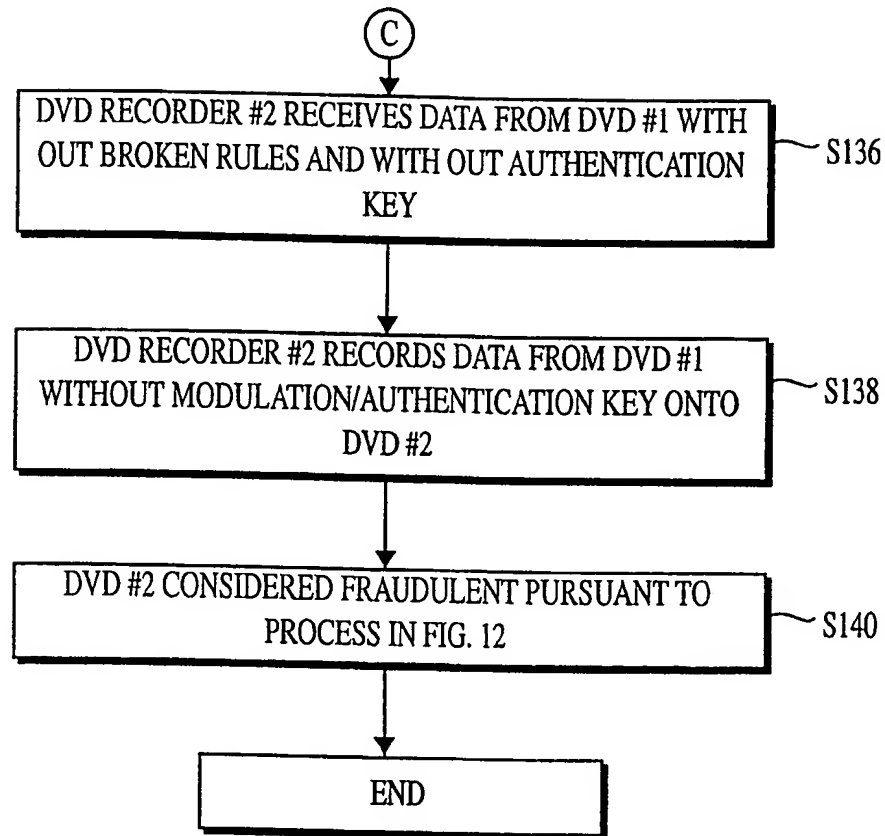 C
DVD RECORDER #2 RECEIVES DATA FROM DVD #1 WITH
OUT BROKEN RULES AND WITH OUT AUTHENTICATION
KEY
S136
DVD RECORDER #2 RECORDS DATA FROM DVD #1
WITHOUT MODULATION/AUTHENTICATION KEY ONTO
DVD #2
S138
DVD #2 CONSIDERED FRAUDULENT PURSUANT TO
PROCESS IN FIG. 12
S140
END